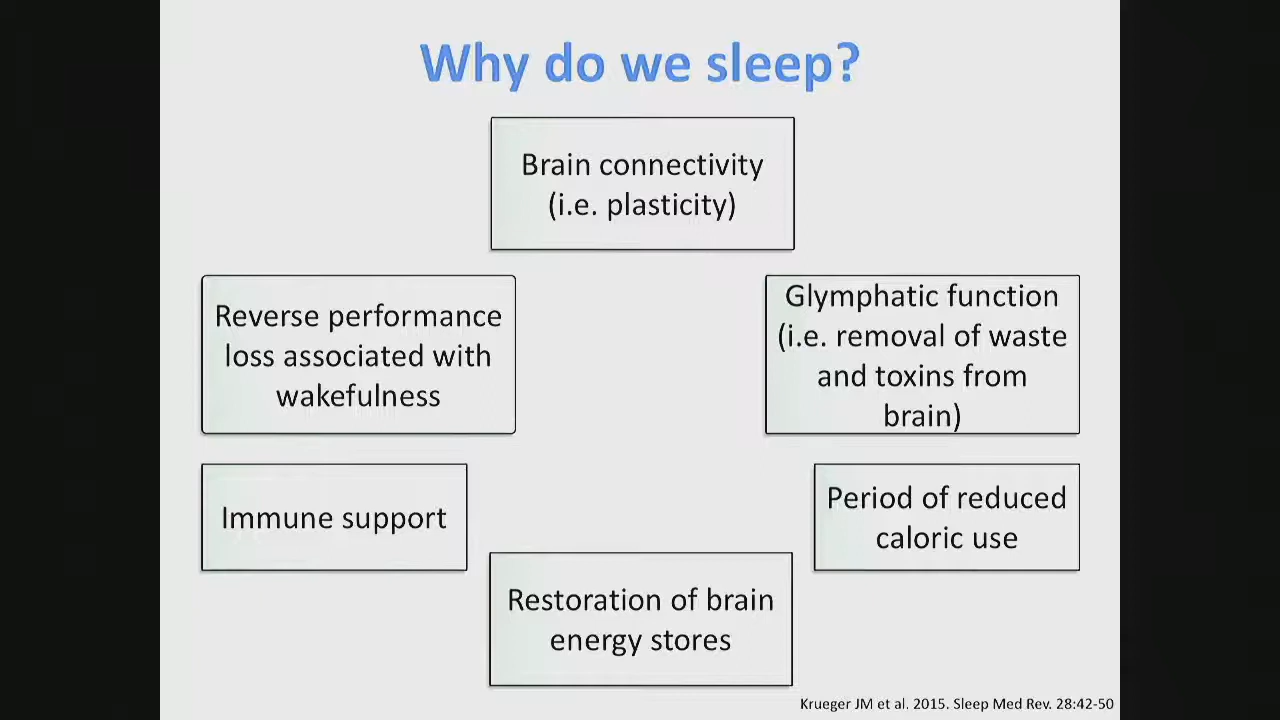 Why do we sleep?
Brain connectivity
(i.e. plasticity)
Reverse performance
loss associated with
wakefulness
Glymphatic function
(i.e. removal of waste
and toxins from
brain)
Immune support
Period of reduced
caloric use
Restoration of brain
energy stores
Krueger JM et al. 2015. Sleep Med Rev. 28:42-50